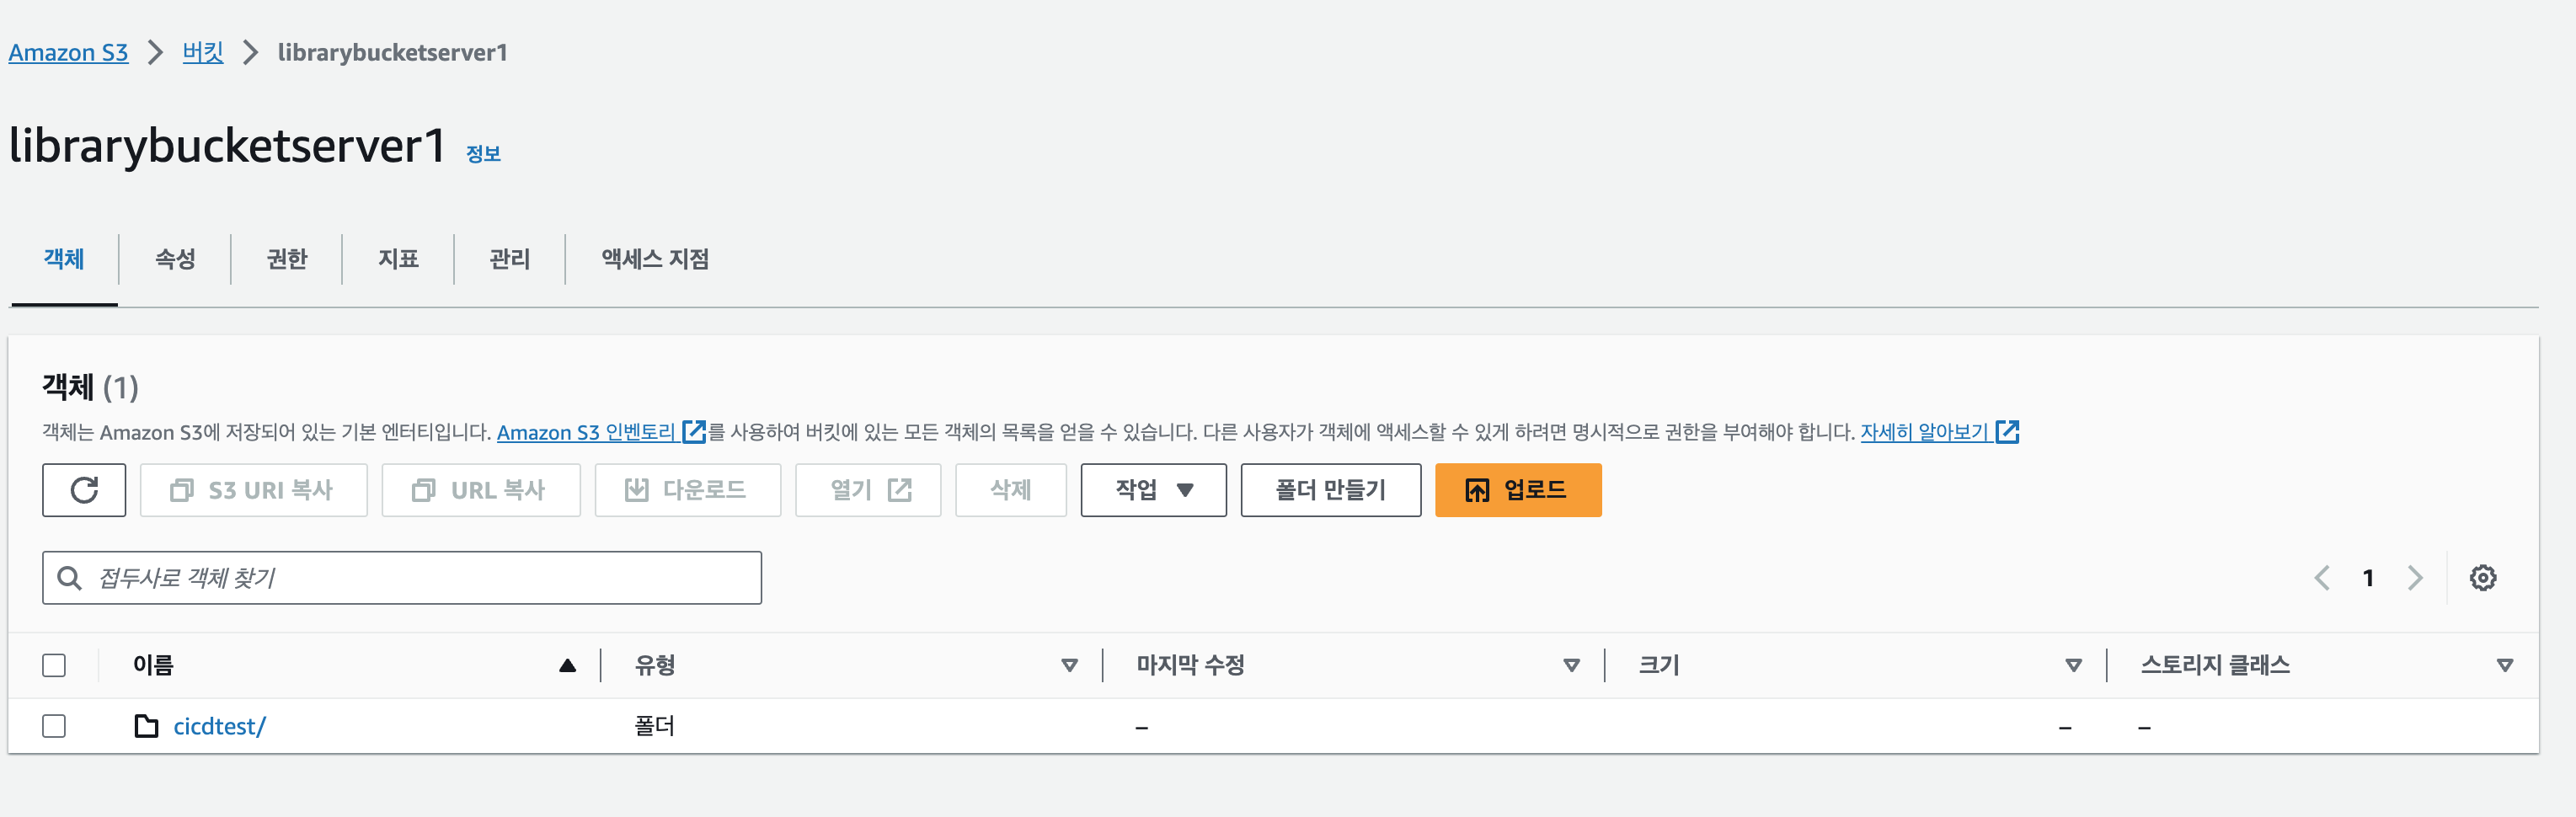 Amazon S3 > 버킷 > librarybucketserver1
librarybucketserver1 정보
객체 속성 권한 지표 관리 액세스 지점
객체 (1)
객체는 Amazon S3에 저장되어 있는 기본 엔터티입니다. Amazon S3 인벤토리를 사용하여 버킷에 있는 모든 객체의 목록을 얻을 수 있습니다. 다른 사용자가 객체에 액세스할 수 있게 하려면 명시적으로 권한을 부여해야 합니다. 자세히 알아보기
S3 URI 복사 URL 복사 다운로드 열기 삭제 작업 폴더 만들기 업로드
접두사로 객체 찾기 1
이름 유형 마지막 수정 크기 스토리지 클래스
cicdtest/ 폴더 – – –